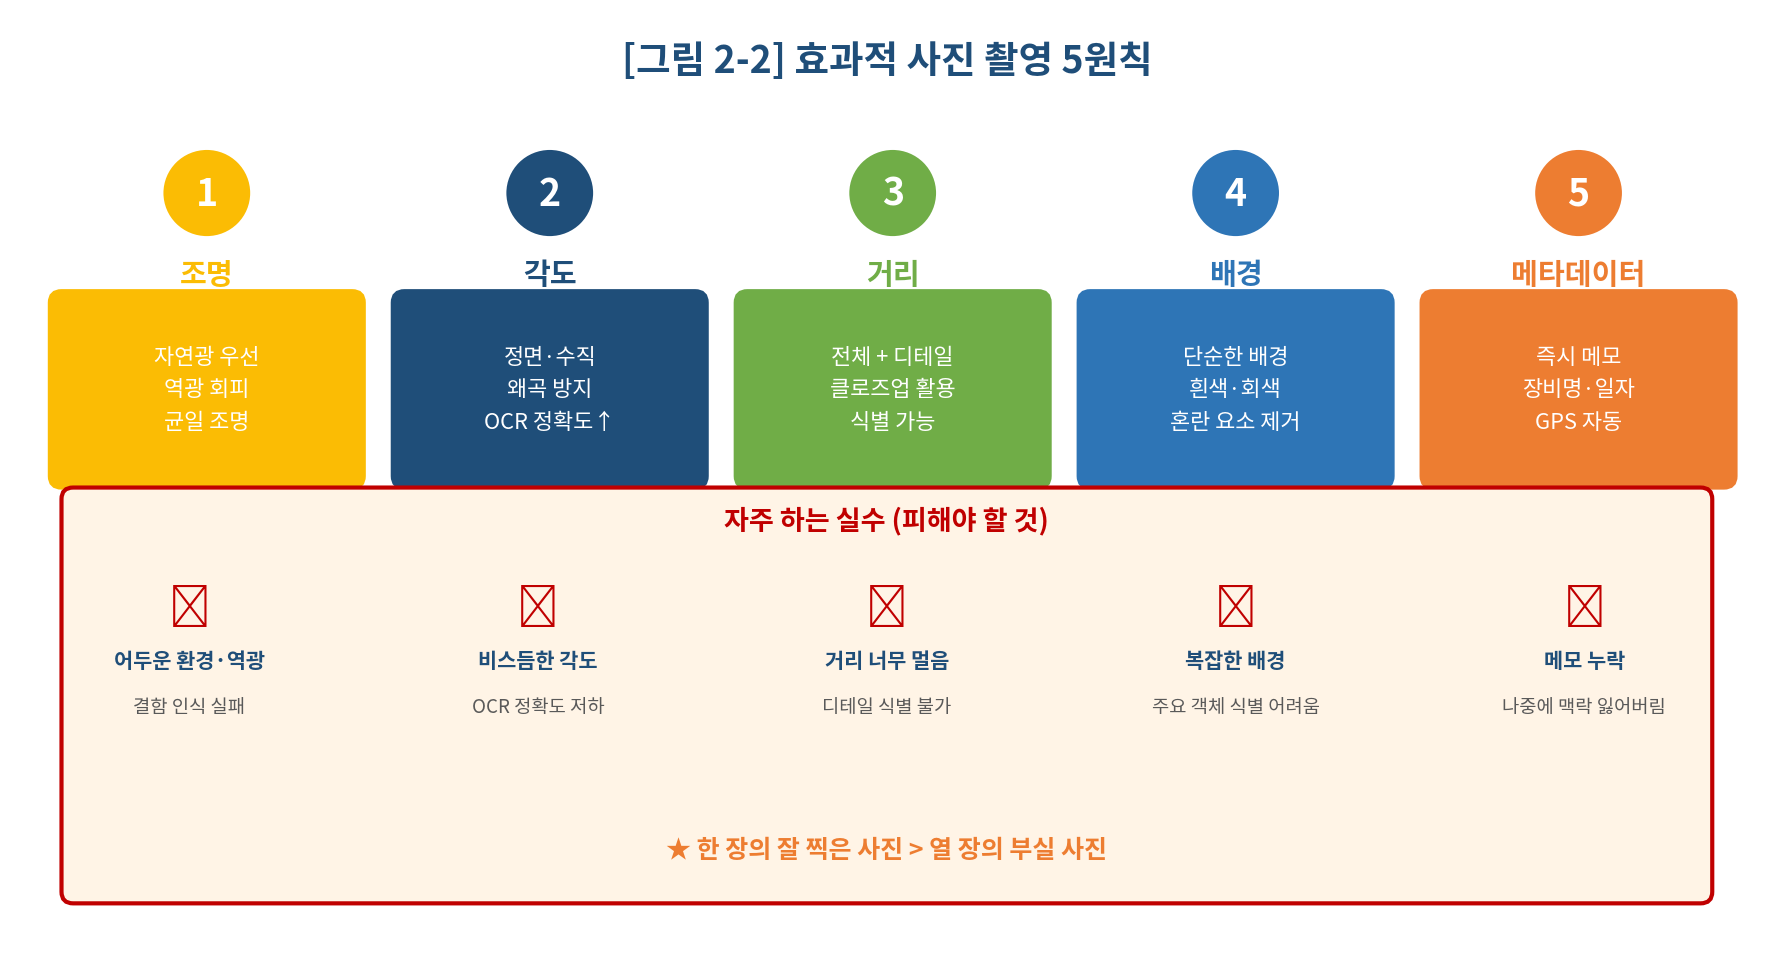 [그림 2-2] 효과적 사진 촬영 5원칙
1
2
3
4
5
조명
각도
거리
배경
메타데이터
자연광 우선
역광 회피
균일 조명
정면·수직
왜곡 방지
OCR 정확도↑
전체 + 디테일
클로즈업 활용
식별 가능
단순한 배경
흰색·회색
혼란 요소 제거
즉시 메모
장비명·일자
GPS 자동
자주 하는 실수 (피해야 할 것)
어두운 환경·역광
비스듬한 각도
거리 너무 멀음
복잡한 배경
메모 누락
결함 인식 실패
OCR 정확도 저하
디테일 식별 불가
주요 객체 식별 어려움
나중에 맥락 잃어버림
★ 한 장의 잘 찍은 사진 > 열 장의 부실 사진